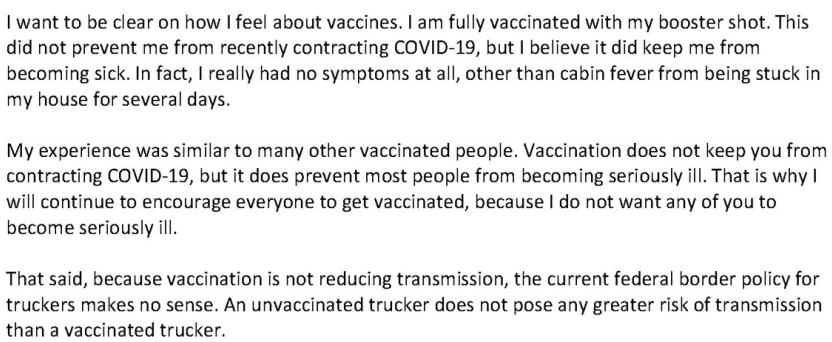 I want to be clear on how I feel about vaccines. I am fully vaccinated with my booster shot. This
did not prevent me from recently contracting COVID-19, but I believe it did keep me from
becoming sick. In fact, I really had no symptoms at all, other than cabin fever from being stuck in
my house for several days.
My experience was similar to many other vaccinated people. Vaccination does not keep you from
contracting COVID-19, but it does prevent most people from becoming seriously ill. That is why I
will continue to encourage everyone to get vaccinated, because I do not want any of you to
become seriously ill.
That said, because vaccination is not reducing transmission, the current federal border policy for
truckers makes no sense. An unvaccinated trucker does not pose any greater risk of transmission
than a vaccinated trucker.